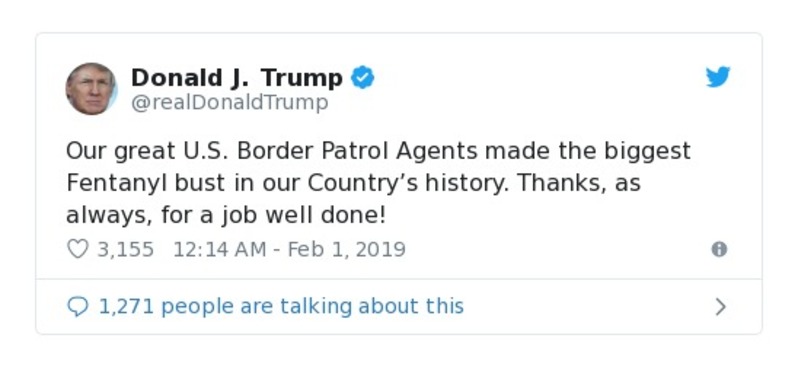 Donald J. Trump
@realDonaldTrump
Our great U.S. Border Patrol Agents made the biggest
Fentanyl bust in our Country’s history. Thanks, as
always, for a job well done!
3,155 12:14 AM - Feb 1, 2019
1,271 people are talking about this